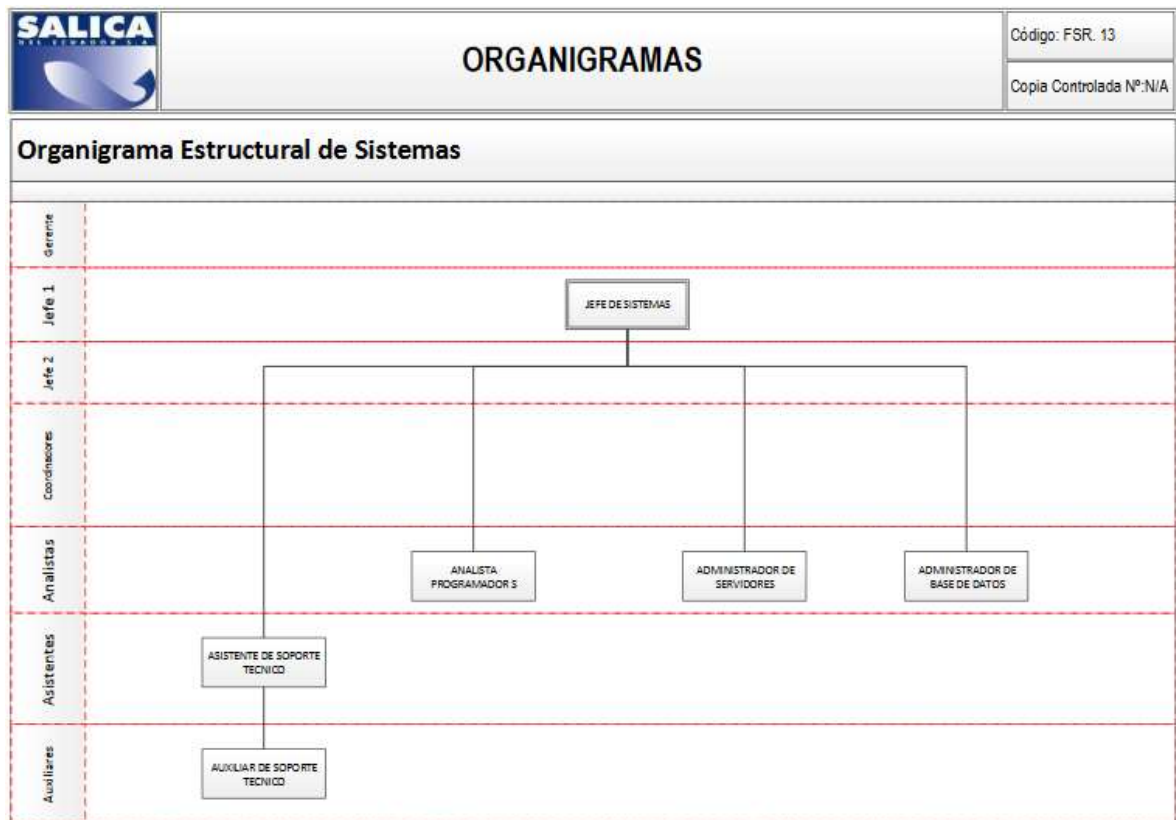 SALICA
DEL ECUADOR S.A.
ORGANIGRAMAS
Código: FSR. 13
Copia Controlada Nº:N/A
Organigrama Estructural de Sistemas
Gerente
Jefe 1
JEFE DE SISTEMAS
Jefe 2
Coordinadores
Analistas
ANALISTA
PROGRAMADOR S
ADMINISTRADOR DE
SERVIDORES
ADMINISTRADOR DE
BASE DE DATOS
Asistentes
ASISTENTE DE SOPORTE
TECNICO
Auxiliares
AUXILIAR DE SOPORTE
TECNICO